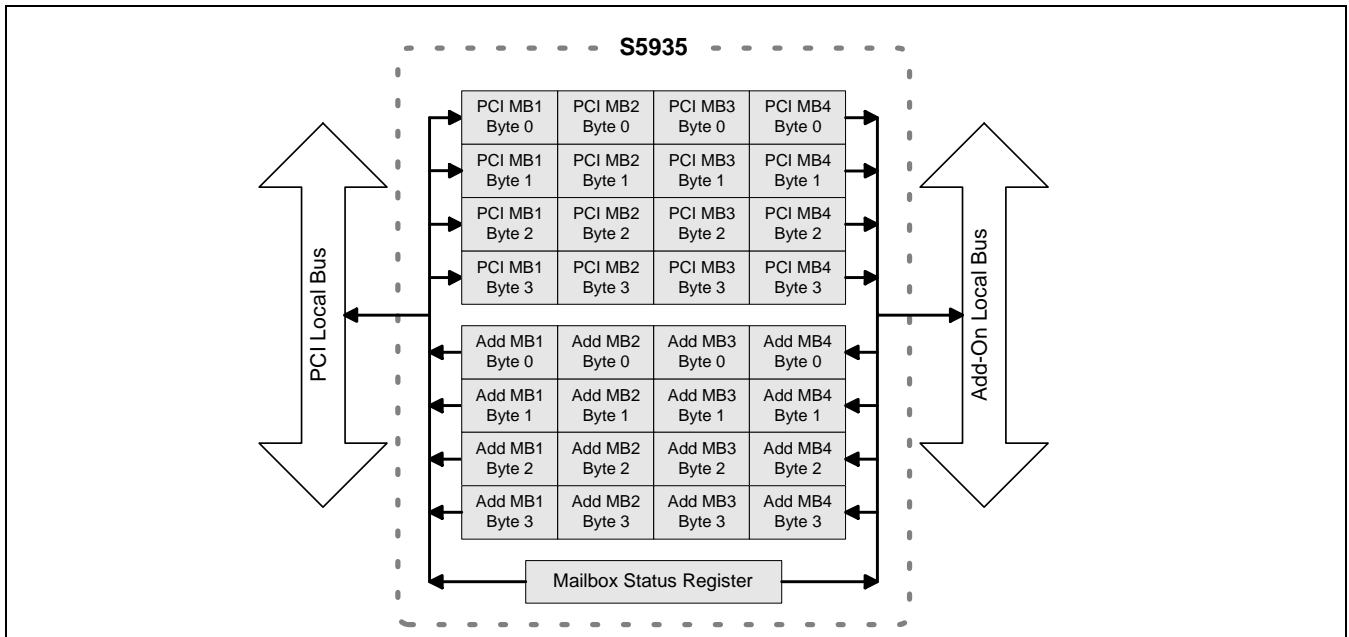 S5935
PCI MB1 PCI MB2 PCI MB3 PCI MB4
Byte 0 Byte 0 Byte 0 Byte 0
PCI MB1 PCI MB2 PCI MB3 PCI MB4
Byte 1 Byte 1 Byte 1 Byte 1
PCI MB1 PCI MB2 PCI MB3 PCI MB4
Byte 2 Byte 2 Byte 2 Byte 2
PCI MB1 PCI MB2 PCI MB3 PCI MB4
Byte 3 Byte 3 Byte 3 Byte 3
PCI Local Bus
Add-On Local Bus
Add MB1 Add MB2 Add MB3 Add MB4
Byte 0 Byte 0 Byte 0 Byte 0
Add MB1 Add MB2 Add MB3 Add MB4
Byte 1 Byte 1 Byte 1 Byte 1
Add MB1 Add MB2 Add MB3 Add MB4
Byte 2 Byte 2 Byte 2 Byte 2
Add MB1 Add MB2 Add MB3 Add MB4
Byte 3 Byte 3 Byte 3 Byte 3
Mailbox Status Register